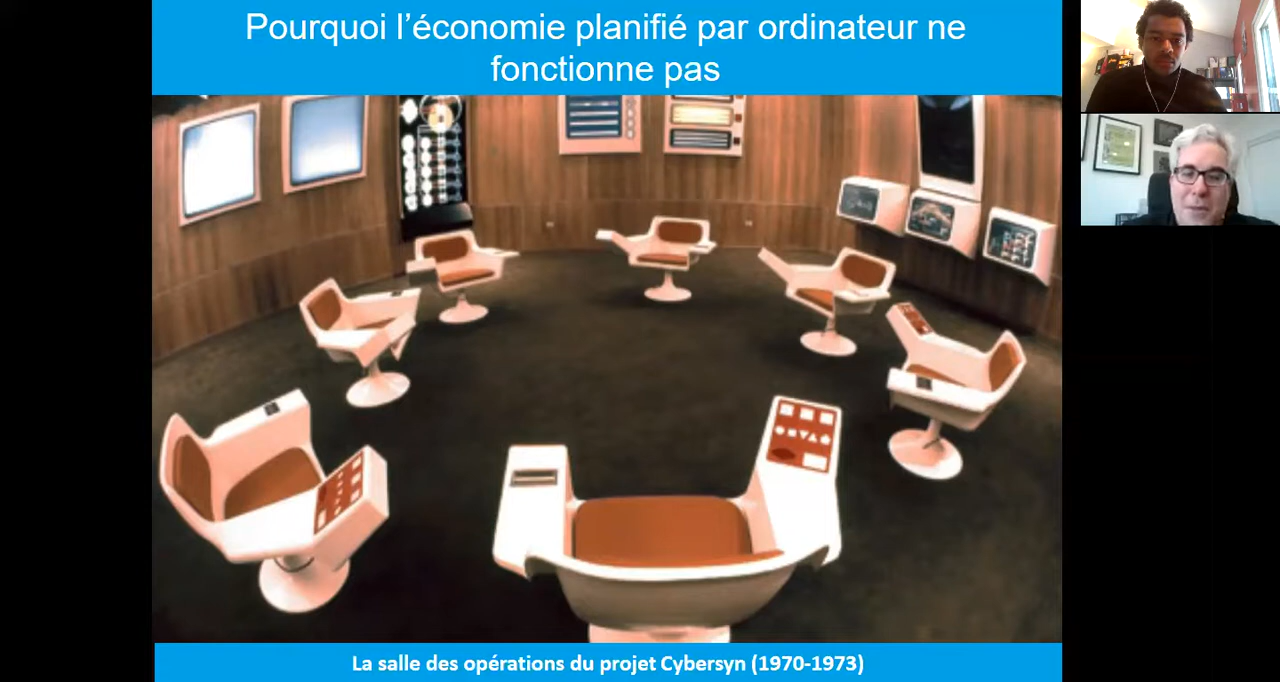 Pourquoi l’économie planifié par ordinateur ne
fonctionne pas
La salle des opérations du projet Cybersyn (1970-1973)